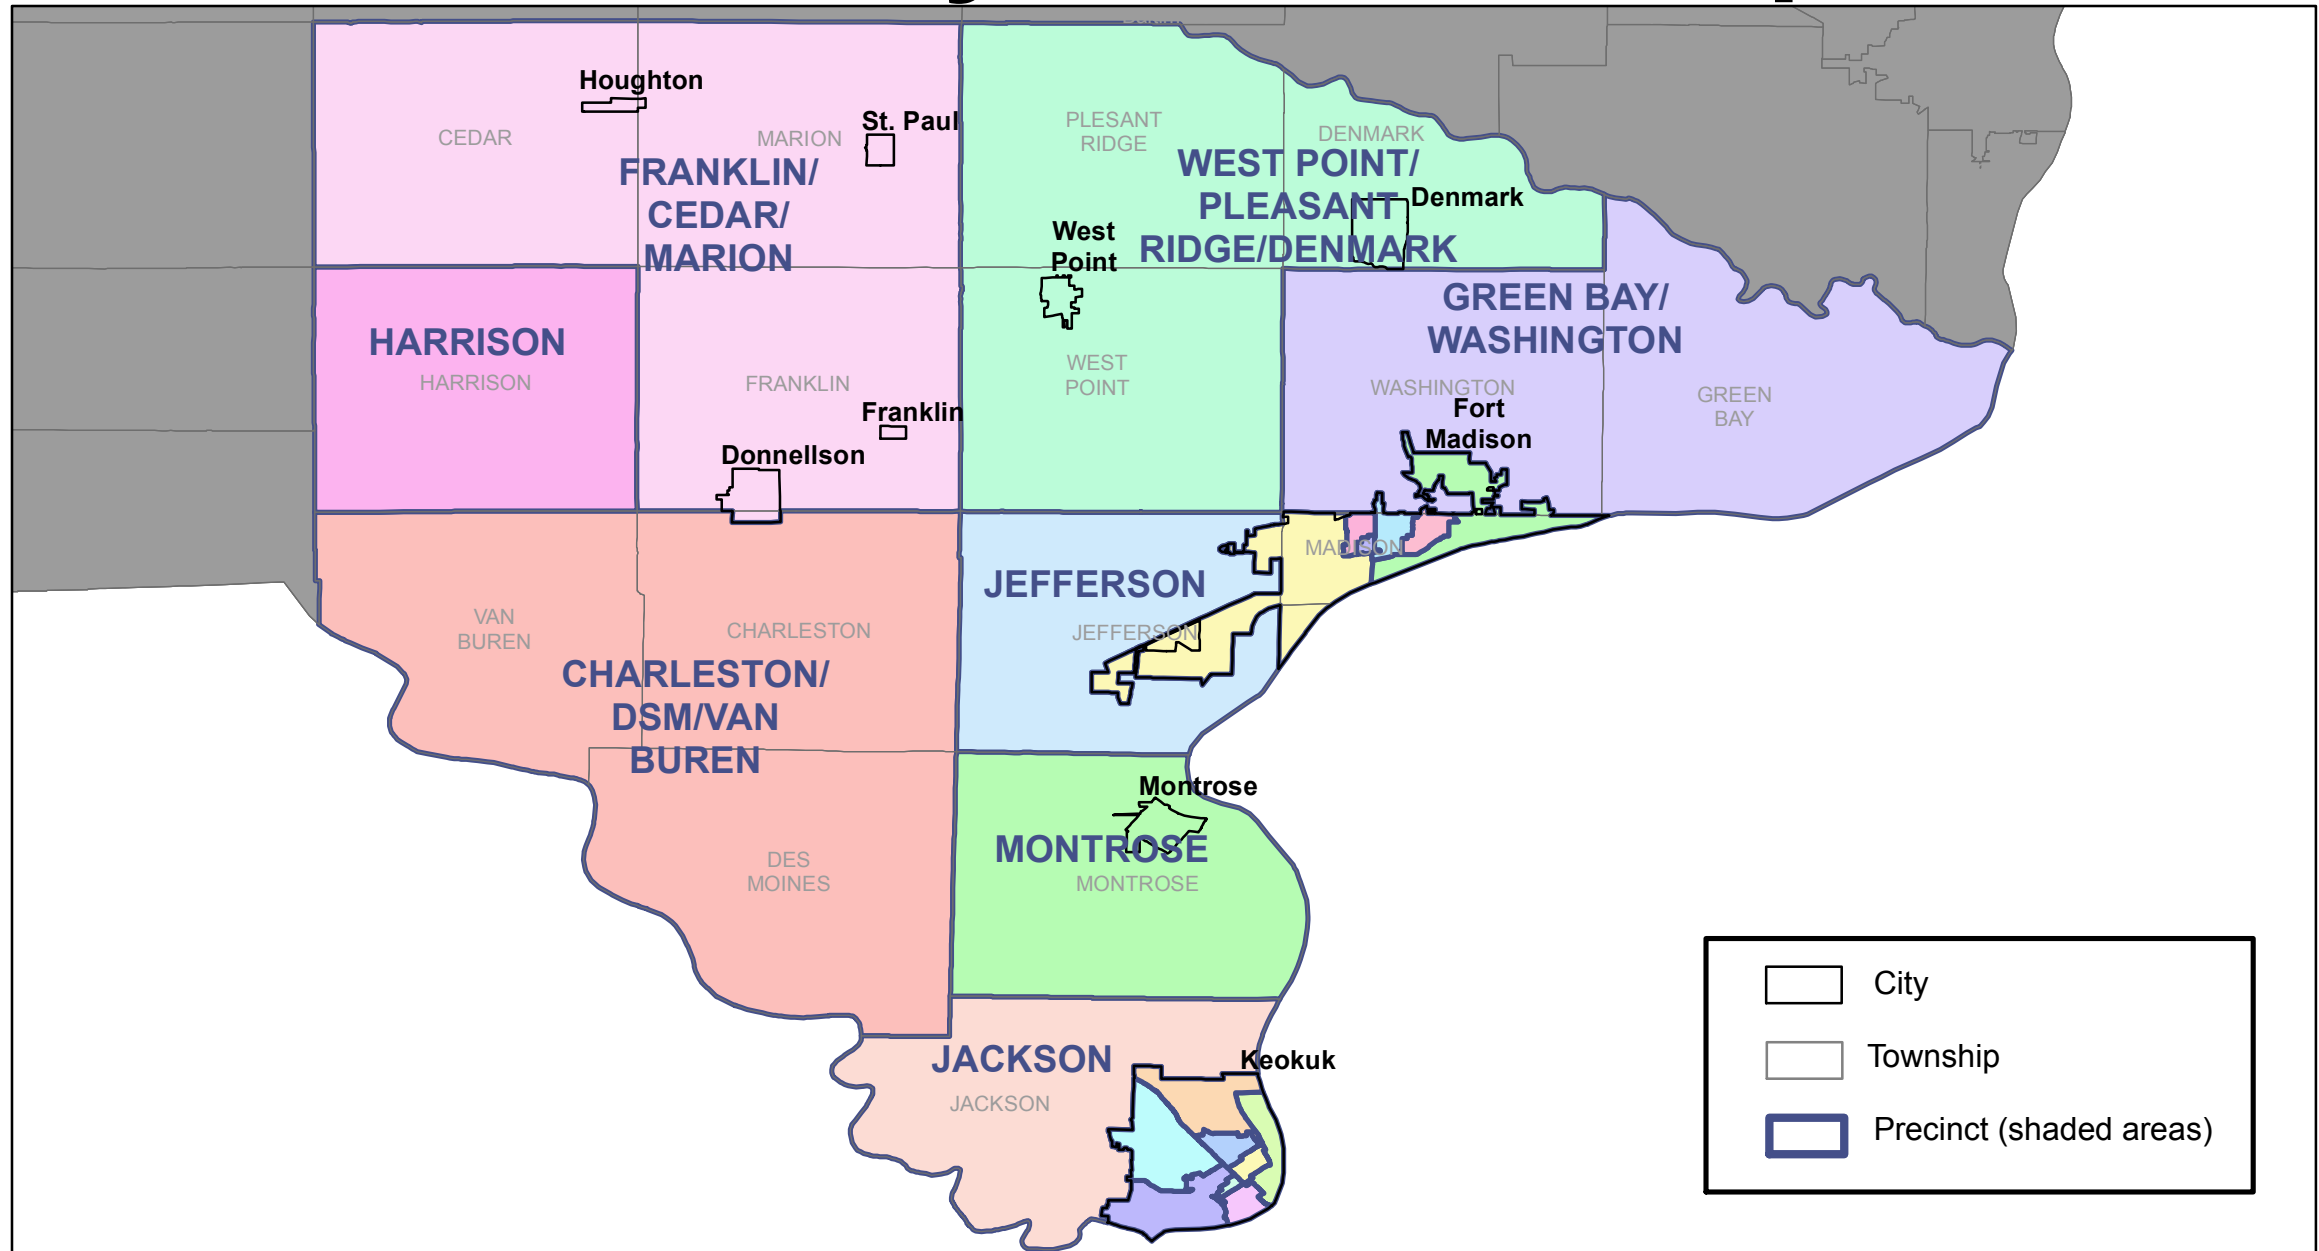 Houghton
St. Paul
CEDAR
MARION
PLESANT
RIDGE
DENMARK
FRANKLIN/
CEDAR/
MARION
WEST POINT/
PLEASANT
RIDGE/DENMARK
Denmark
West
Point
GREEN BAY/
WASHINGTON
HARRISON
HARRISON
FRANKLIN
WEST
POINT
WASHINGTON
GREEN
BAY
Franklin
Fort
Madison
Donnellson
MADISON
JEFFERSON
JEFFERSON
VAN
BUREN
CHARLESTON
CHARLESTON/
DSM/VAN
BUREN
Montrose
MONTROSE
MONTROSE
DES
MOINES
JACKSON
JACKSON
Keokuk
City
Township
Precinct (shaded areas)